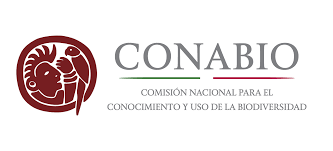 CONABIO
COMISIÓN NACIONAL PARA EL
CONOCIMIENTO Y USO DE LA BIODIVERSIDAD